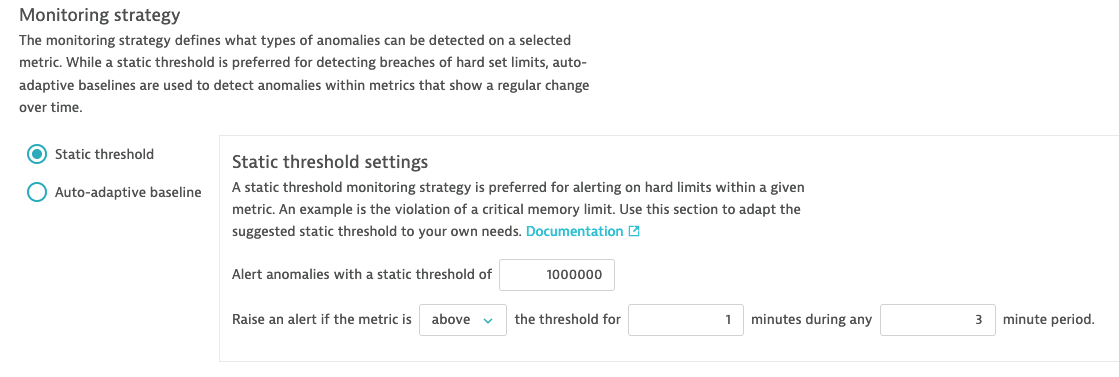 Monitoring strategy
The monitoring strategy defines what types of anomalies can be detected on a selected
metric. While a static threshold is preferred for detecting breaches of hard set limits, auto-
adaptive baselines are used to detect anomalies within metrics that show a regular change
over time.
Static threshold
Auto-adaptive baseline
Static threshold settings
A static threshold monitoring strategy is preferred for alerting on hard limits within a given
metric. An example is the violation of a critical memory limit. Use this section to adapt the
suggested static threshold to your own needs. Documentation
Alert anomalies with a static threshold of 1000000
Raise an alert if the metric is above the threshold for 1 minutes during any 3 minute period.